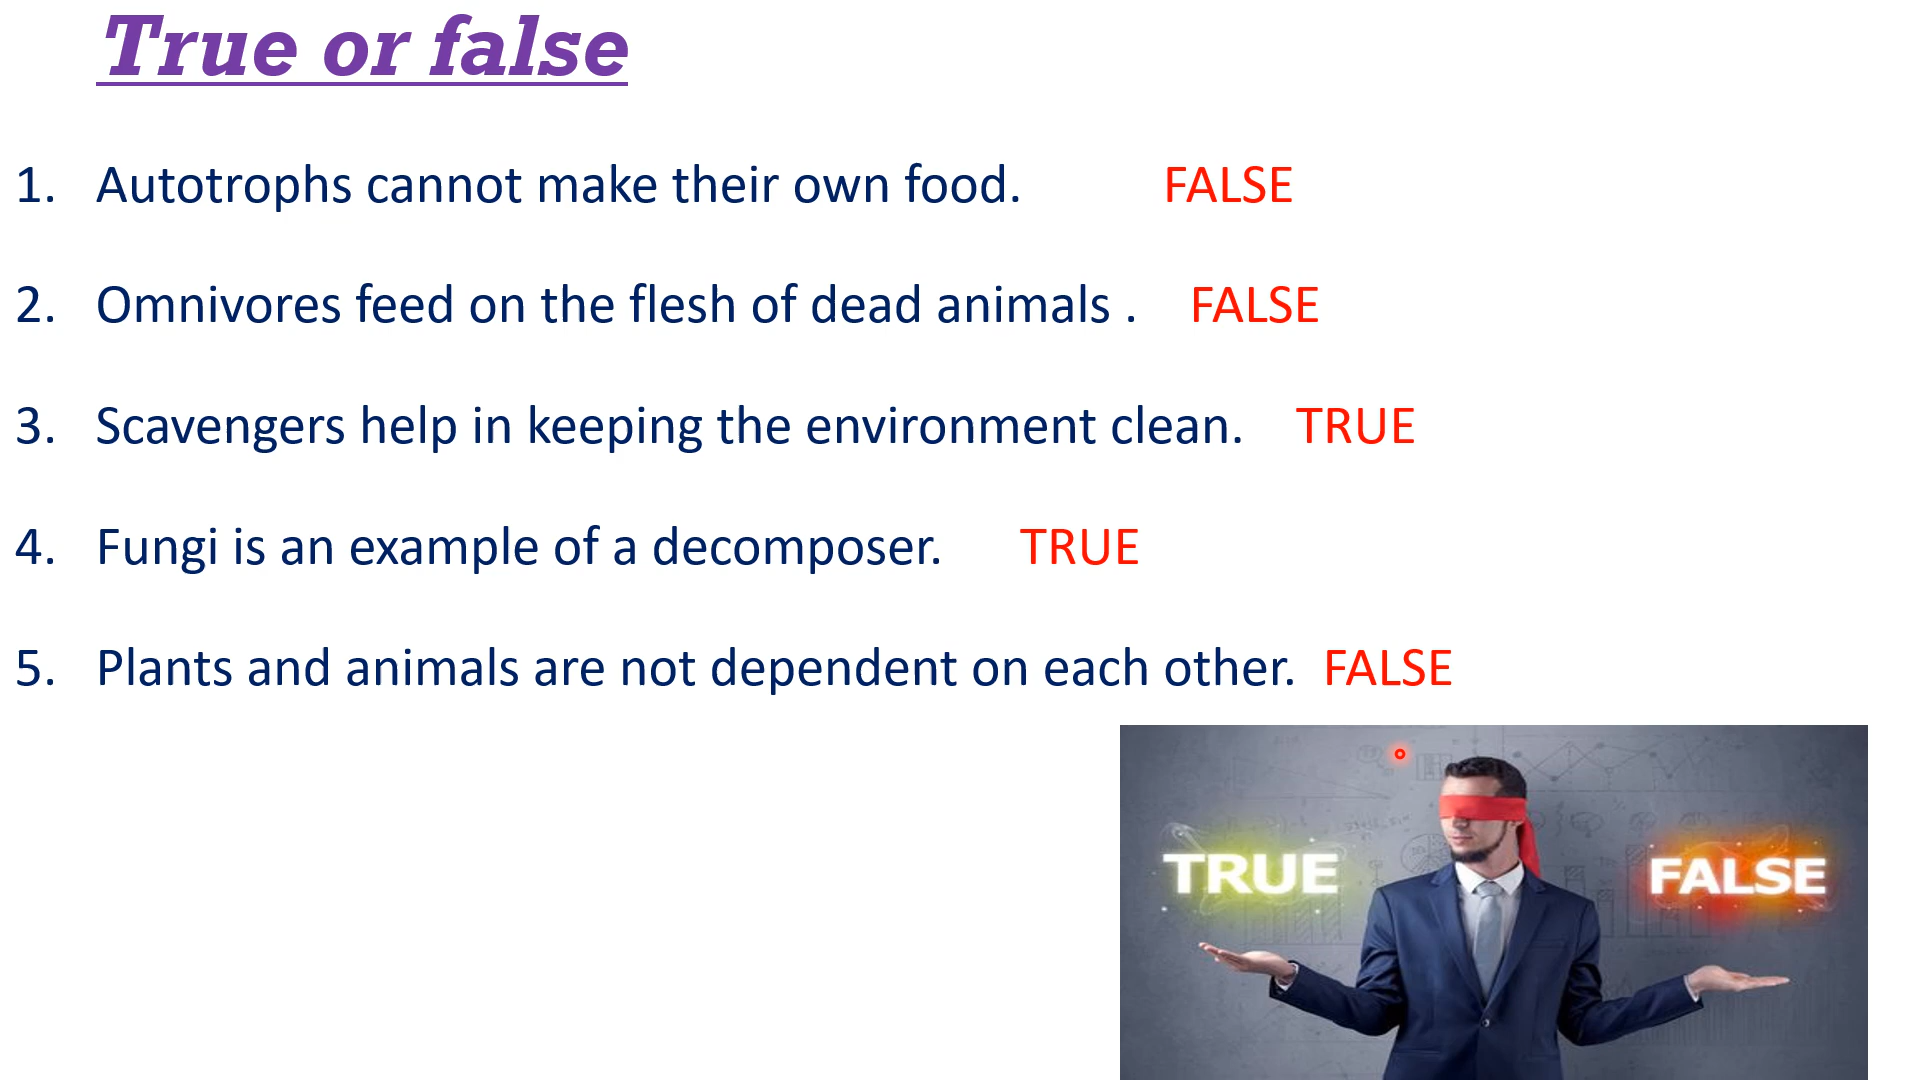 True or false
1. Autotrophs cannot make their own food. FALSE
2. Omnivores feed on the flesh of dead animals . FALSE
3. Scavengers help in keeping the environment clean. TRUE
4. Fungi is an example of a decomposer. TRUE
5. Plants and animals are not dependent on each other. FALSE
TRUE FALSE